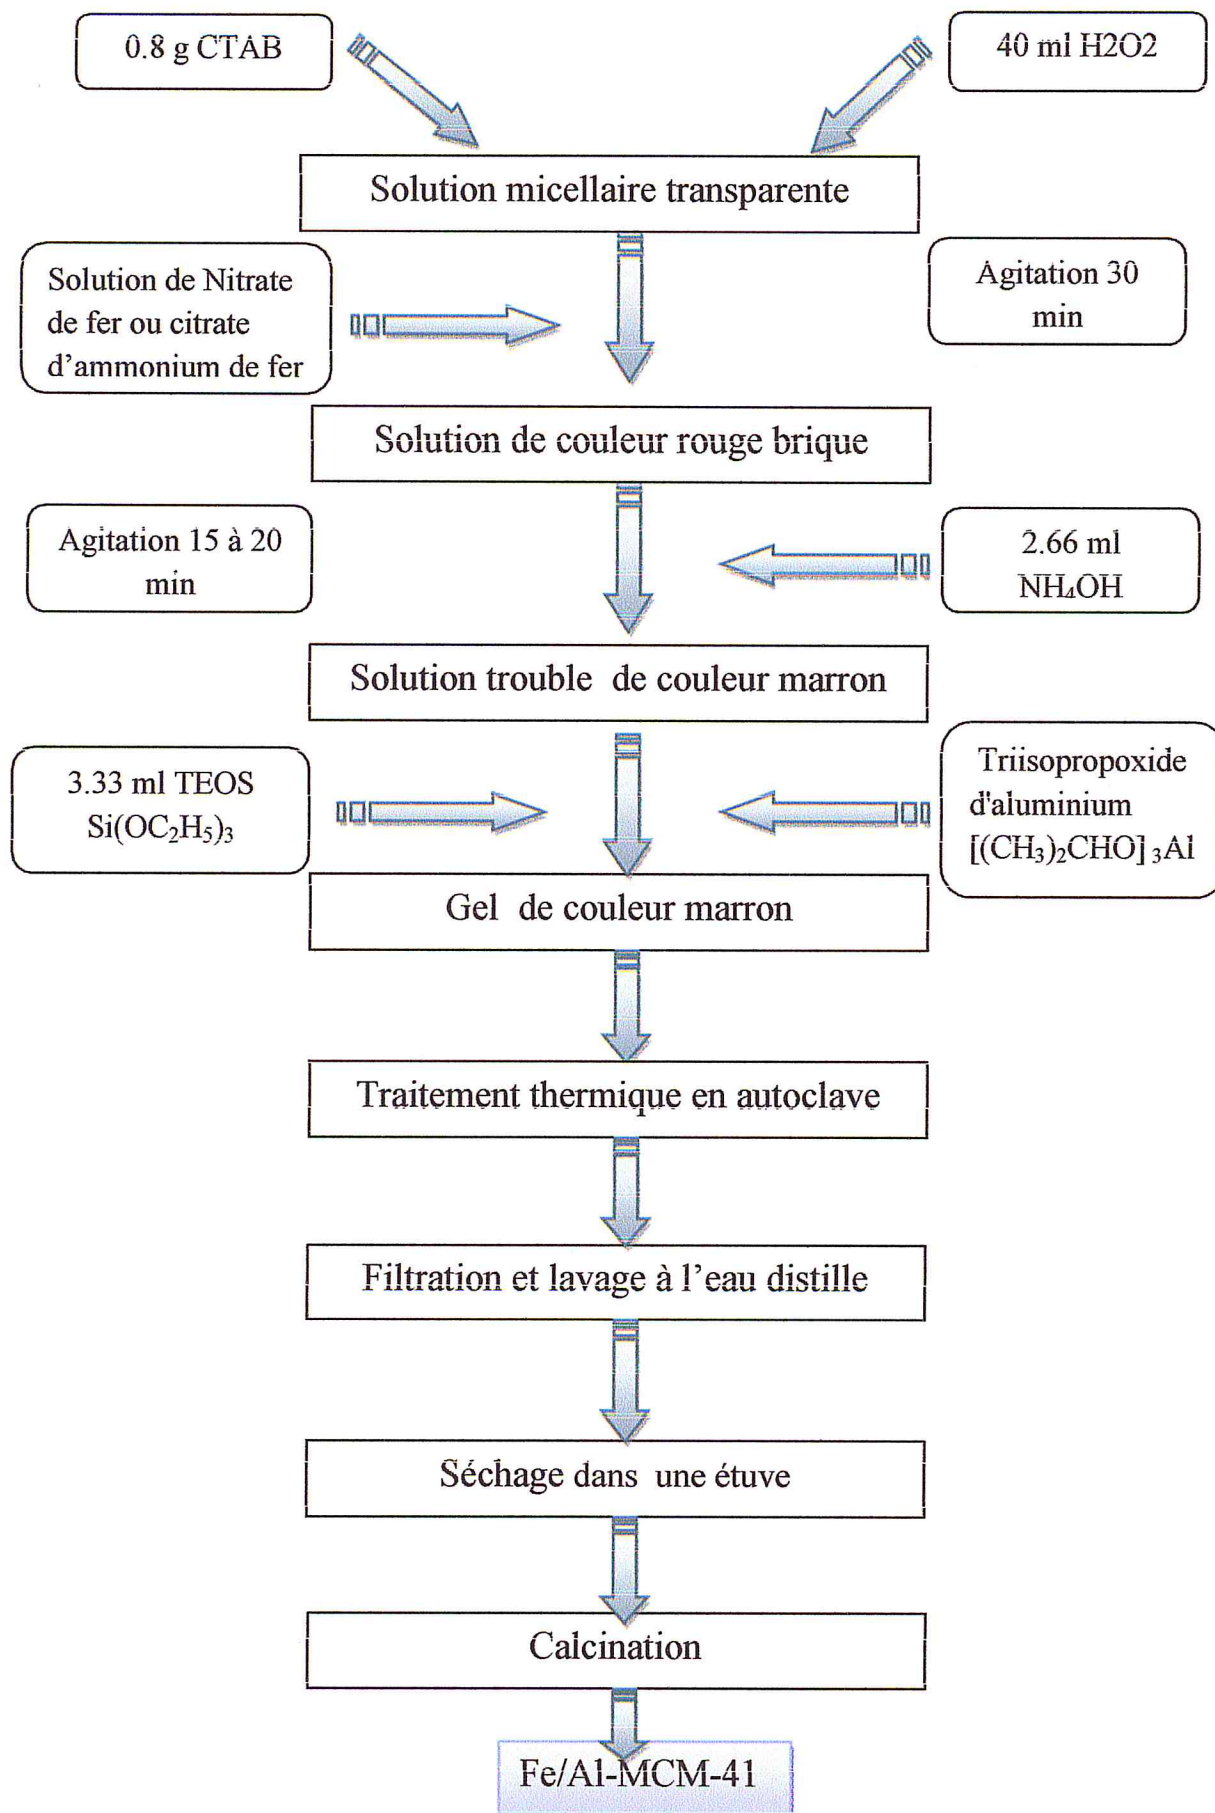 0.8 g CTAB
40 ml H2O2
Solution micellaire transparente
Solution de Nitrate
de fer ou citrate
d’ammonium de fer
Agitation 30
min
Solution de couleur rouge brique
Agitation 15 à 20
min
2.66 ml
NH₄OH
Solution trouble de couleur marron
3.33 ml TEOS
Si(OC₂H₅)₃
Triisopropoxide
d'aluminium
[(CH₃)₂CHO] ₃Al
Gel de couleur marron
Traitement thermique en autoclave
Filtration et lavage à l’eau distille
Séchage dans une étuve
Calcination
Fe/Al-MCM-41